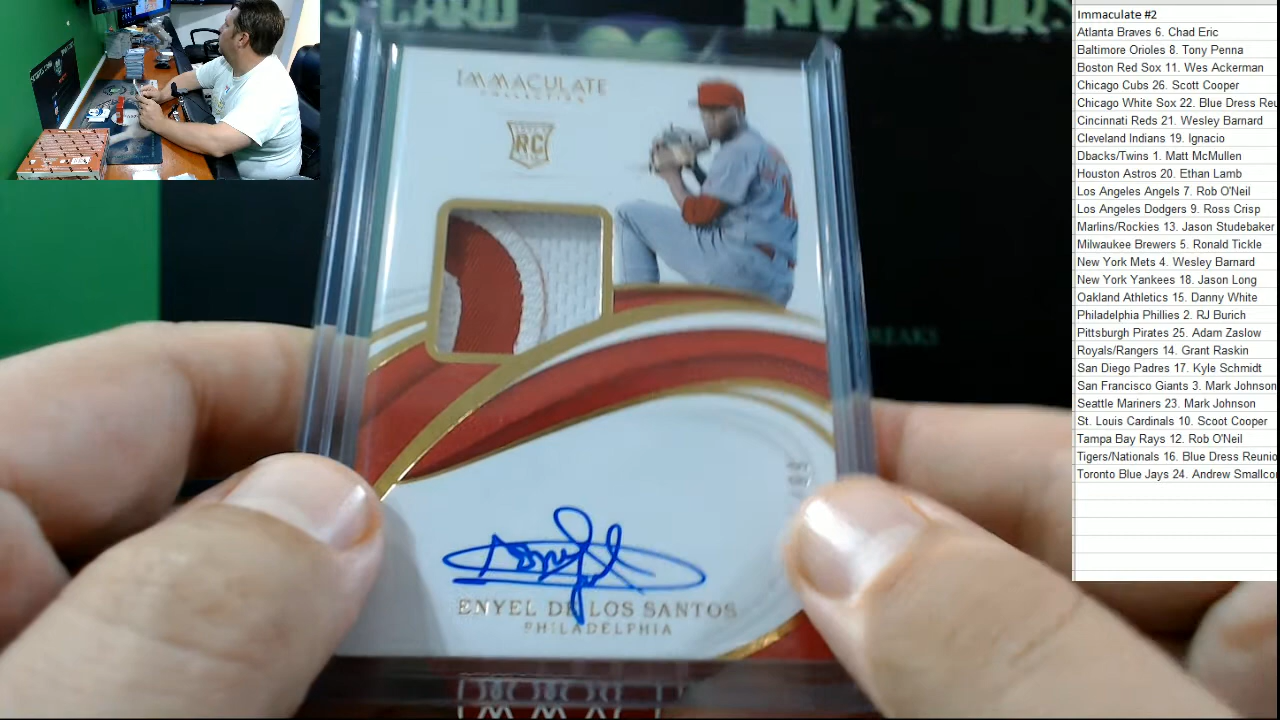 S CARD INVESTORS
IMMACULATE
COLLECTION
RC
BREAKS
ENYEL DE LOS SANTOS
PHILADELPHIA
Immaculate #2
Atlanta Braves 6. Chad Eric
Baltimore Orioles 8. Tony Penna
Boston Red Sox 11. Wes Ackerman
Chicago Cubs 26. Scott Cooper
Chicago White Sox 22. Blue Dress Reu
Cincinnati Reds 21. Wesley Barnard
Cleveland Indians 19. Ignacio
Dbacks/Twins 1. Matt McMullen
Houston Astros 20. Ethan Lamb
Los Angeles Angels 7. Rob O'Neil
Los Angeles Dodgers 9. Ross Crisp
Marlins/Rockies 13. Jason Studebaker
Milwaukee Brewers 5. Ronald Tickle
New York Mets 4. Wesley Barnard
New York Yankees 18. Jason Long
Oakland Athletics 15. Danny White
Philadelphia Phillies 2. RJ Burich
Pittsburgh Pirates 25. Adam Zaslow
Royals/Rangers 14. Grant Raskin
San Diego Padres 17. Kyle Schmidt
San Francisco Giants 3. Mark Johnson
Seattle Mariners 23. Mark Johnson
St. Louis Cardinals 10. Scoot Cooper
Tampa Bay Rays 12. Rob O'Neil
Tigers/Nationals 16. Blue Dress Reunio
Toronto Blue Jays 24. Andrew Smallco